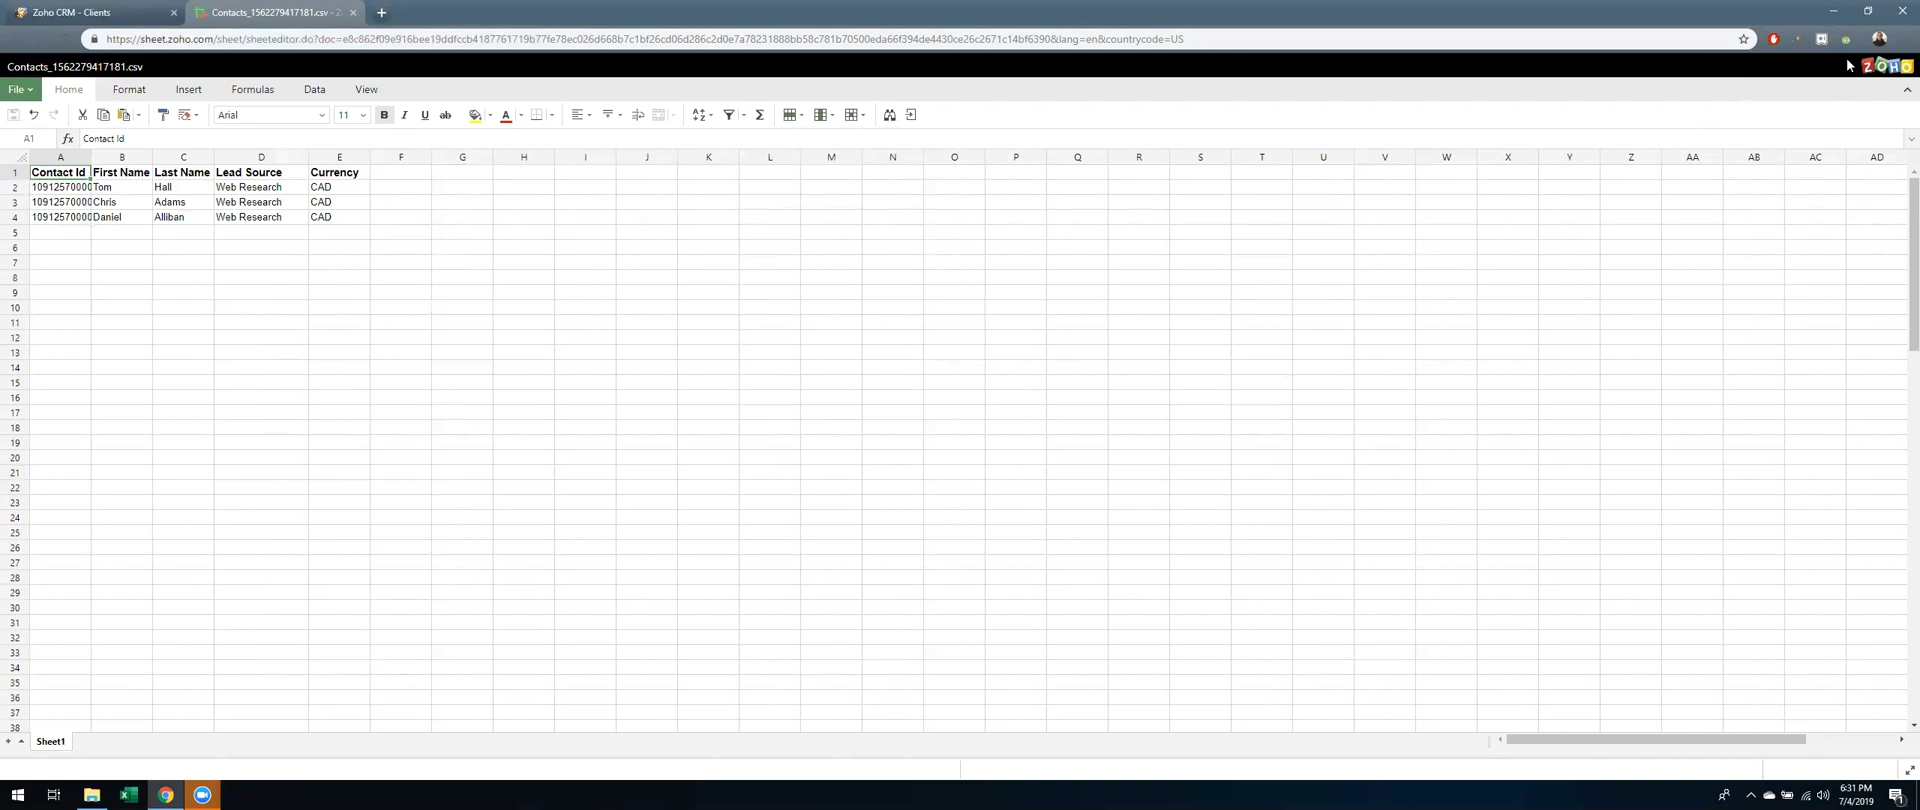 Zoho CRM - Clients
Contacts_1562279417181.csv - Z
https://sheet.zoho.com/sheet/sheeteditor.do?doc=e8c862f09e916bee19ddfccb4187761719b77fe78ec026d668b7c1bf26cd06d286c2d0e7a78231888bb58c781b70500eda66f394de4430ce26c2671c14bf6390&lang=en&countrycode=US
Contacts_1562279417181.csv
ZOHO
File Home Format Insert Formulas Data View
Arial 11 B I U ab A Σ
A1 fx Contact Id
A B C D E F G H I J K L M N O P Q R S T U V W X Y Z AA AB AC AD
1 Contact Id First Name Last Name Lead Source Currency
2 10912570000 Tom Hall Web Research CAD
3 10912570000 Chris Adams Web Research CAD
4 10912570000 Daniel Alliban Web Research CAD
5
6
7
8
9
10
11
12
13
14
15
16
17
18
19
20
21
22
23
24
25
26
27
28
29
30
31
32
33
34
35
36
37
38
Sheet1
6:31 PM
7/4/2019